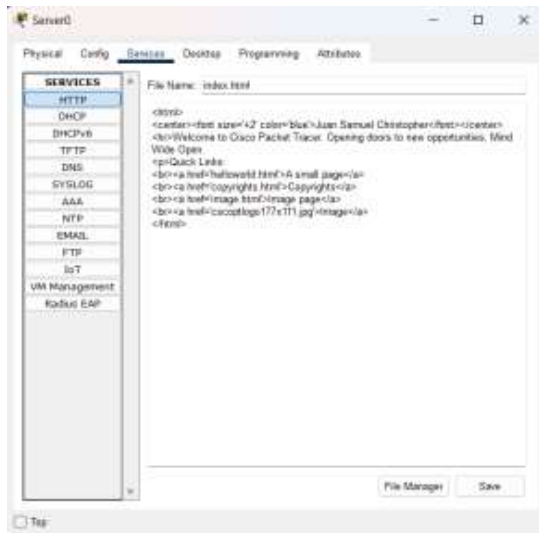 Server0
Physical Config Services Desktop Programming Attributes
SERVICES
HTTP
DHCP
DHCPv6
TFTP
DNS
SYSLOG
AAA
NTP
EMAIL
FTP
IoT
VM Management
Radius EAP
File Name: index.html
<html>
<center><font size='+2' color='blue'>Juan Samuel Christopher</font></center>
<hr>Welcome to Cisco Packet Tracer. Opening doors to new opportunities. Mind
Wide Open.
<p>Quick Links:
<br><a href='helloworld.html'>A small page</a>
<br><a href='copyrights.html'>Copyrights</a>
<br><a href='image.html'>Image page</a>
<br><a href='cscoptlogo177x111.jpg'>Image</a>
</html>
File Manager Save
Top